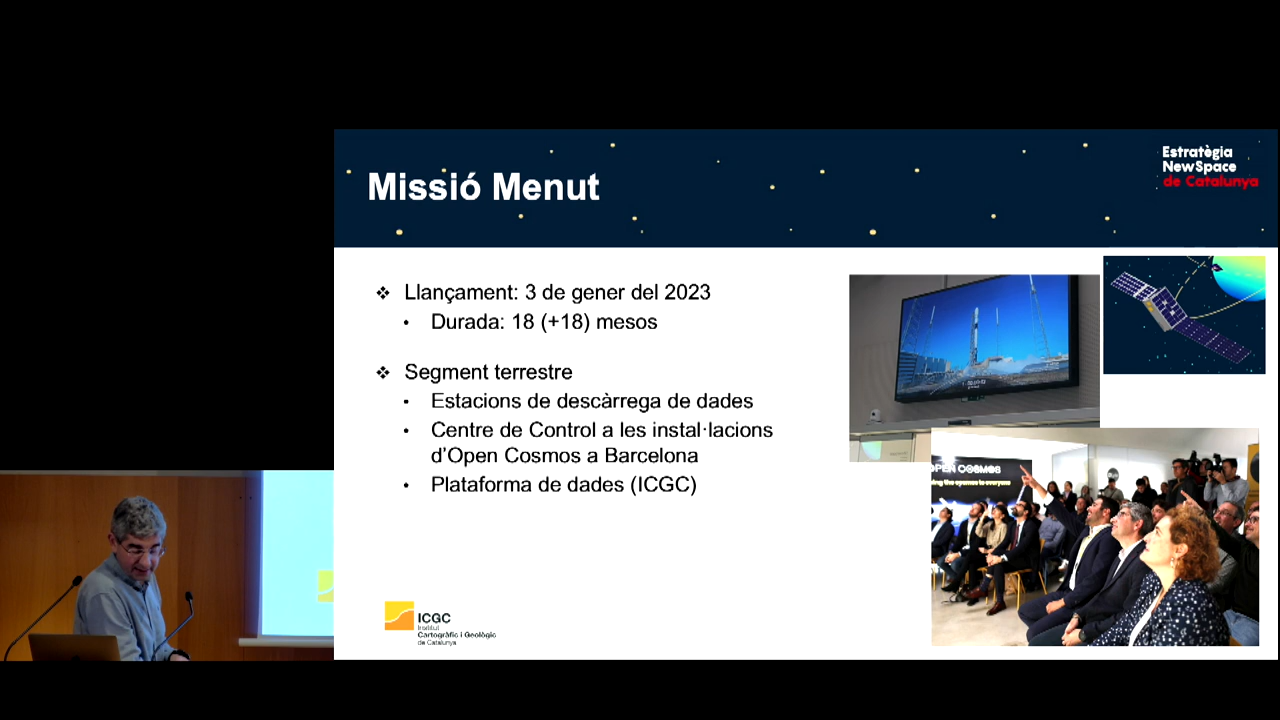 Estratègia
NewSpace
de Catalunya
Missió Menut
❖ Llançament: 3 de gener del 2023
• Durada: 18 (+18) mesos
❖ Segment terrestre
• Estacions de descàrrega de dades
• Centre de Control a les instal·lacions
d'Open Cosmos a Barcelona
• Plataforma de dades (ICGC)
OPEN COSMOS
to everyone
ICGC
Institut
Cartogràfic i Geològic
de Catalunya